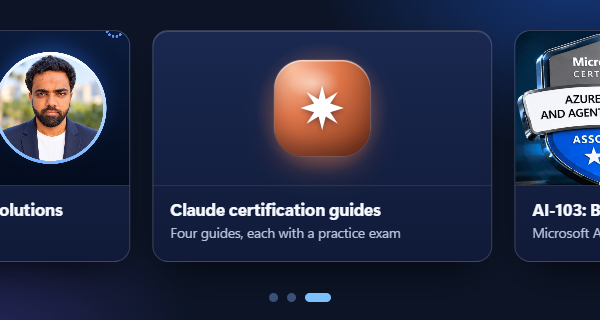 olutions
Claude certification guides
Four guides, each with a practice exam
Micro
CERT
AZURE
AND AGENT
ASSO
AI-103: B
Microsoft A